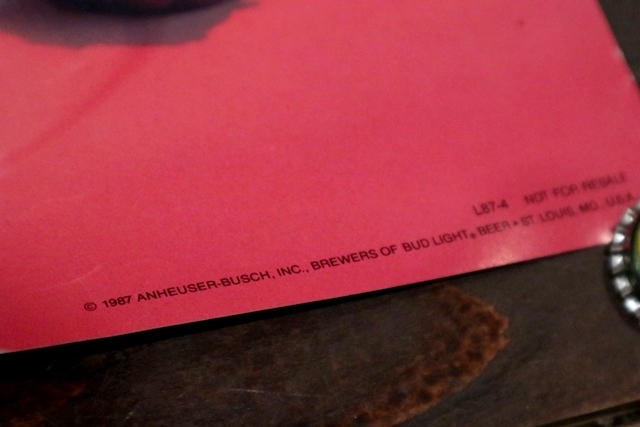 L87-4 NOT FOR RESALE
© 1987 ANHEUSER-BUSCH, INC., BREWERS OF BUD LIGHT® BEER • ST. LOUIS, MO., U.S.A.